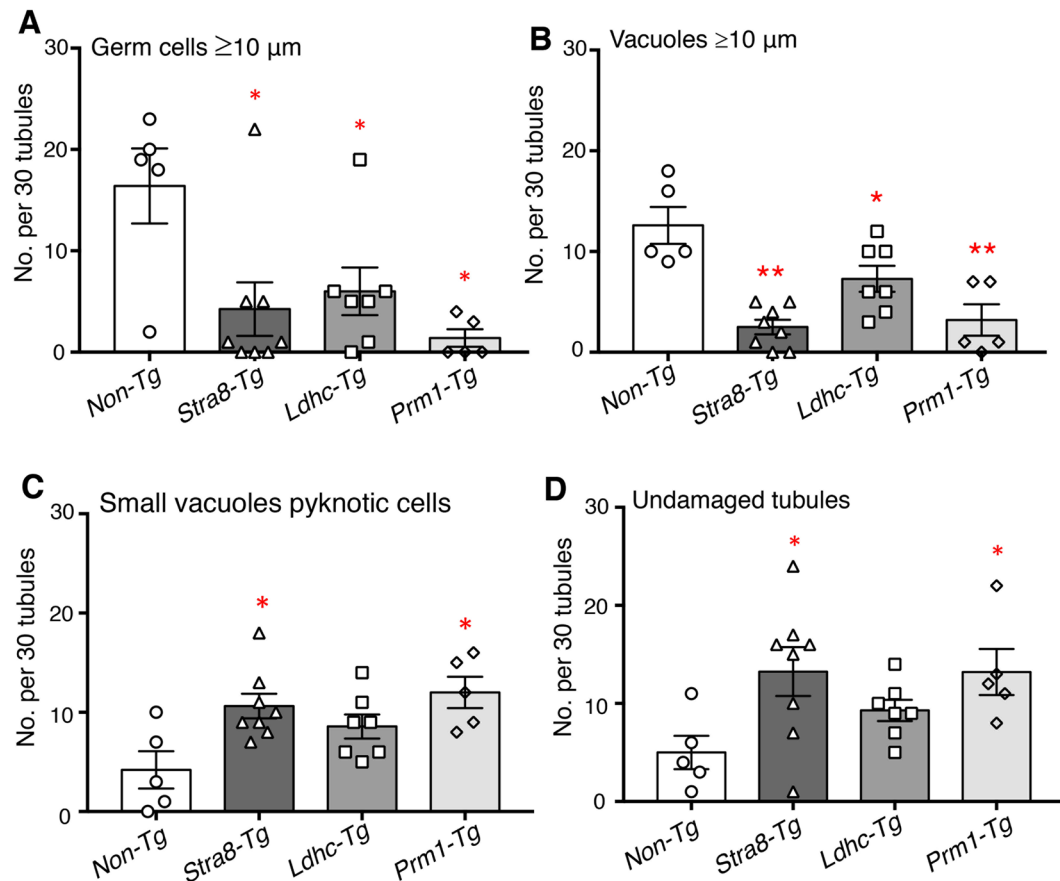 A
Germ cells ≥10 µm
No. per 30 tubules
30
20
10
0
*
*
*
Non-Tg
Stra8-Tg
Ldhc-Tg
Prm1-Tg
B
Vacuoles ≥10 µm
No. per 30 tubules
30
20
10
0
**
*
**
Non-Tg
Stra8-Tg
Ldhc-Tg
Prm1-Tg
C
Small vacuoles pyknotic cells
No. per 30 tubules
30
20
10
0
*
*
Non-Tg
Stra8-Tg
Ldhc-Tg
Prm1-Tg
D
Undamaged tubules
No. per 30 tubules
30
20
10
0
*
*
Non-Tg
Stra8-Tg
Ldhc-Tg
Prm1-Tg